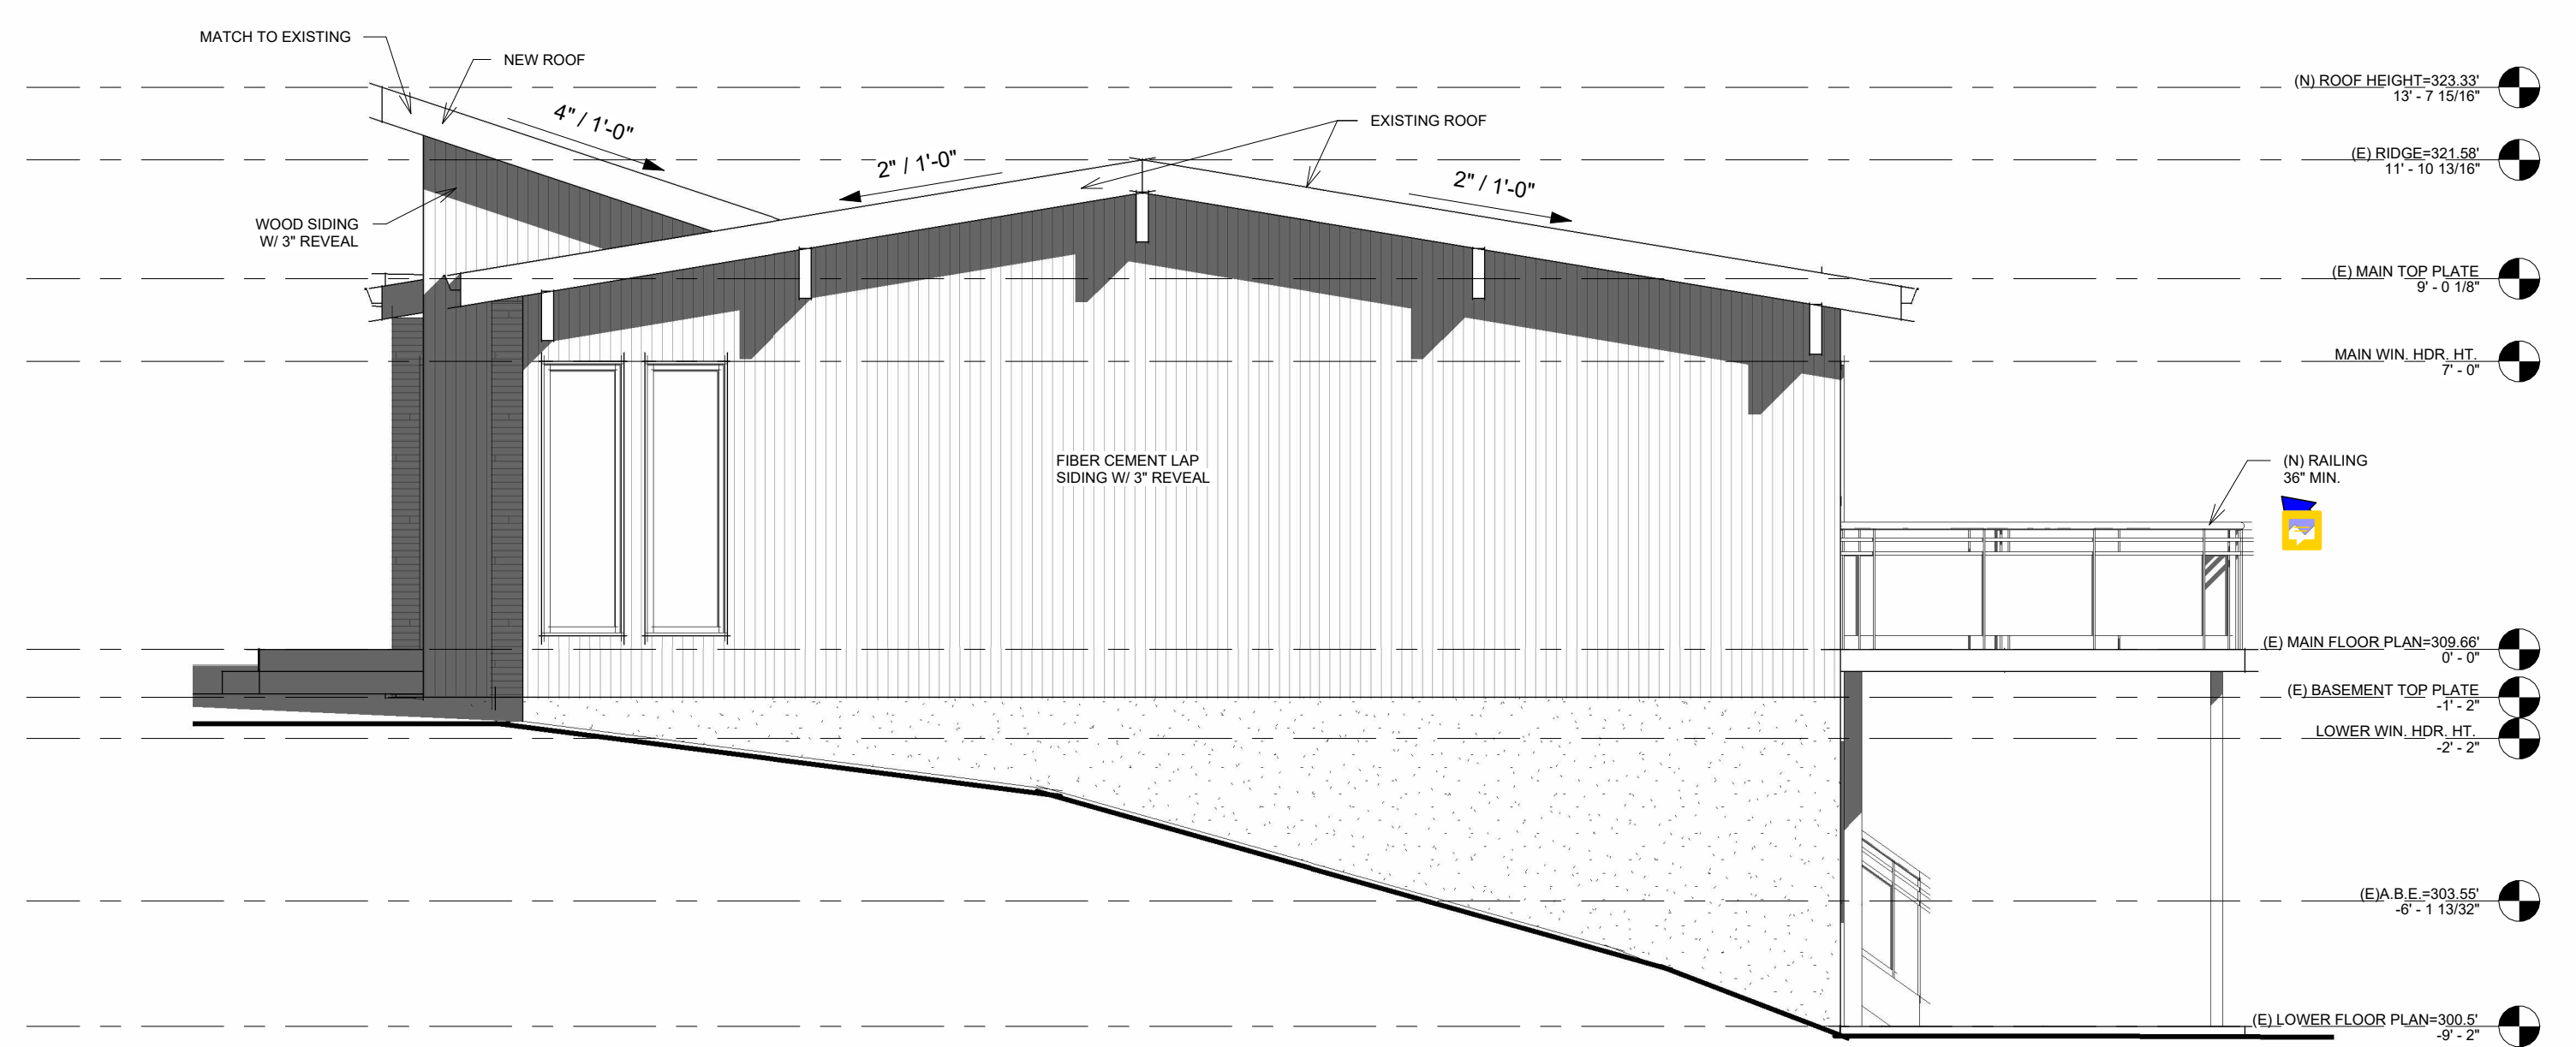 MATCH TO EXISTING
NEW ROOF
4" / 1'-0"
2" / 1'-0"
EXISTING ROOF
2" / 1'-0"
WOOD SIDING
W/ 3" REVEAL
FIBER CEMENT LAP
SIDING W/ 3" REVEAL
(N) RAILING
36" MIN.
(N) ROOF HEIGHT=323.33'
13' - 7 15/16"
(E) RIDGE=321.58'
11' - 10 13/16"
(E) MAIN TOP PLATE
9' - 0 1/8"
MAIN WIN. HDR. HT.
7' - 0"
(E) MAIN FLOOR PLAN=309.66'
0' - 0"
(E) BASEMENT TOP PLATE
-1' - 2"
LOWER WIN. HDR. HT.
-2' - 2"
(E)A.B.E.=303.55'
-6' - 1 13/32"
(E) LOWER FLOOR PLAN=300.5'
-9' - 2"